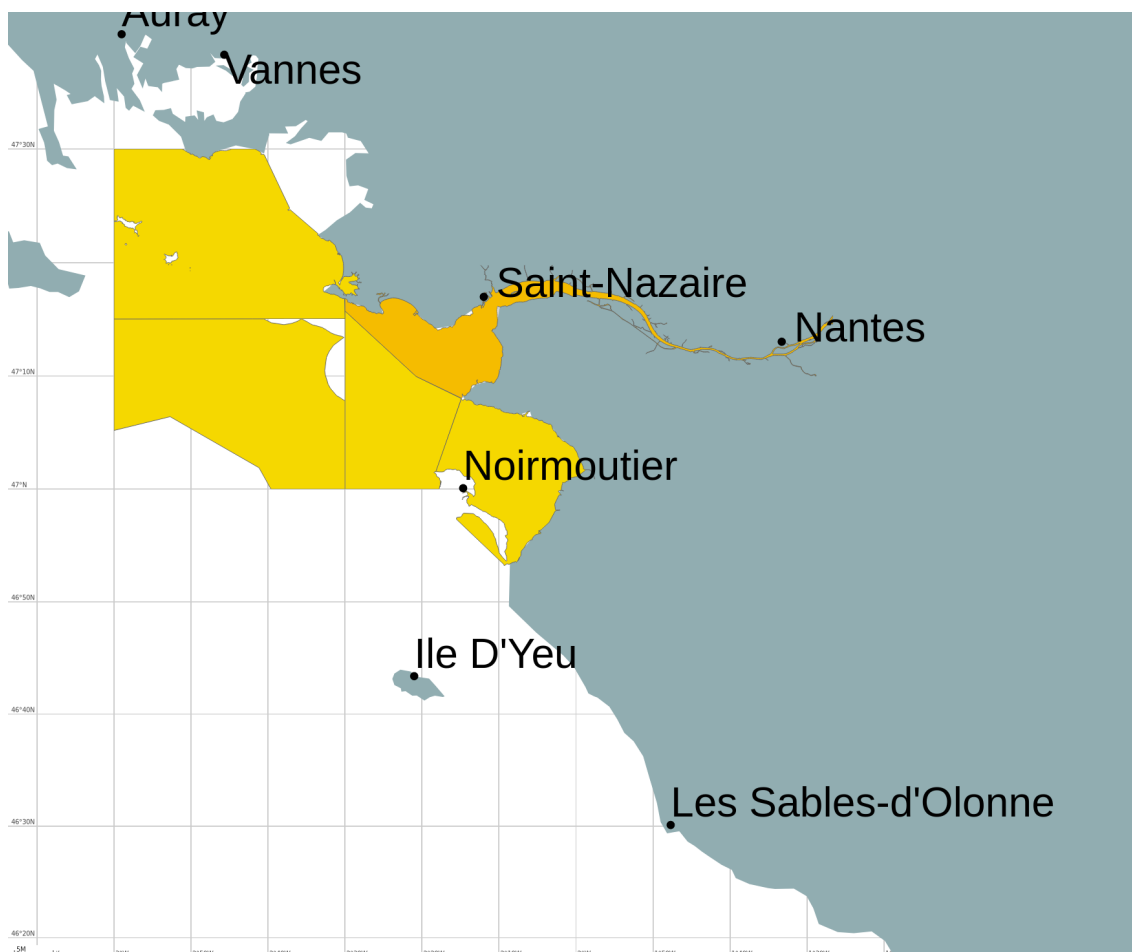 Auray
Vannes
47°30N
Saint-Nazaire
Nantes
47°10N
Noirmoutier
47°N
46°50N
Ile D'Yeu
46°40N
Les Sables-d'Olonne
46°30N
46°20N